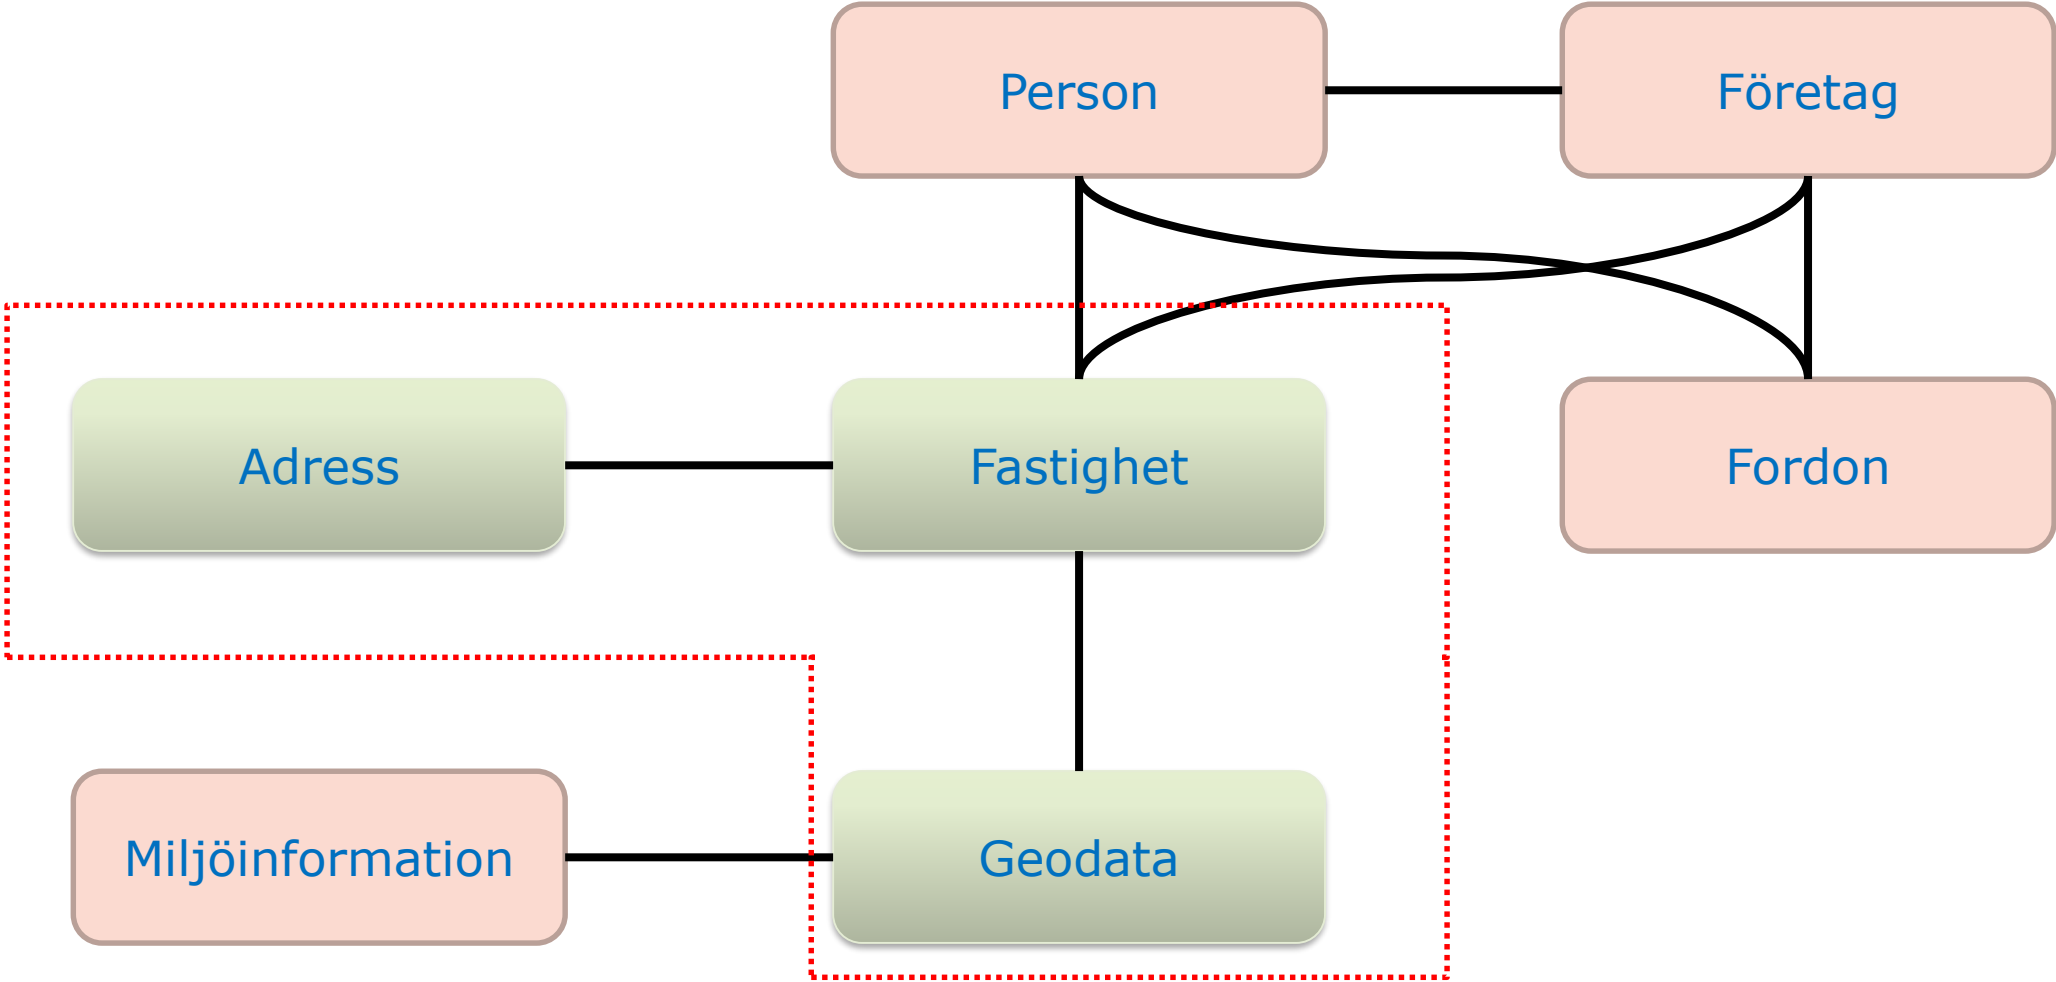 Person
Företag
Adress
Fastighet
Fordon
Miljöinformation
Geodata